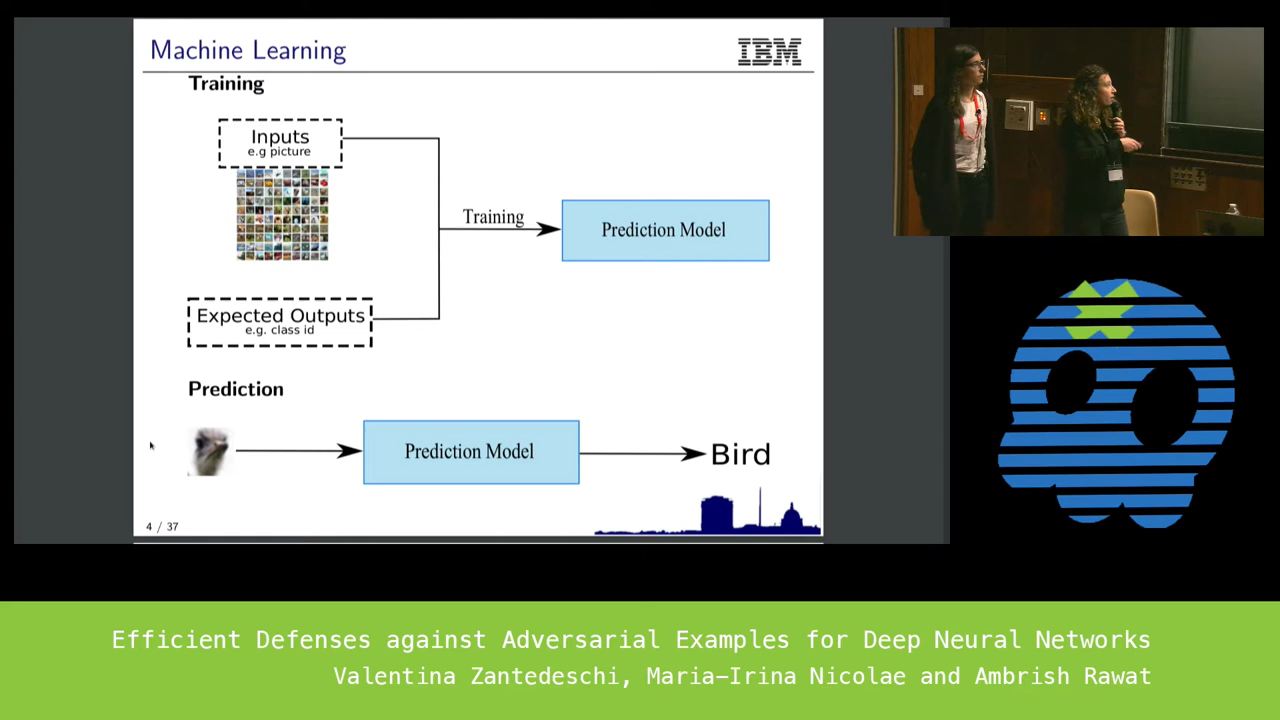 Machine Learning
IBM
Training
Inputs
e.g picture
Training
Prediction Model
Expected Outputs
e.g. class id
Prediction
Prediction Model
Bird
4 / 37
Efficient Defenses against Adversarial Examples for Deep Neural Networks
Valentina Zantedeschi, Maria-Irina Nicolae and Ambrish Rawat